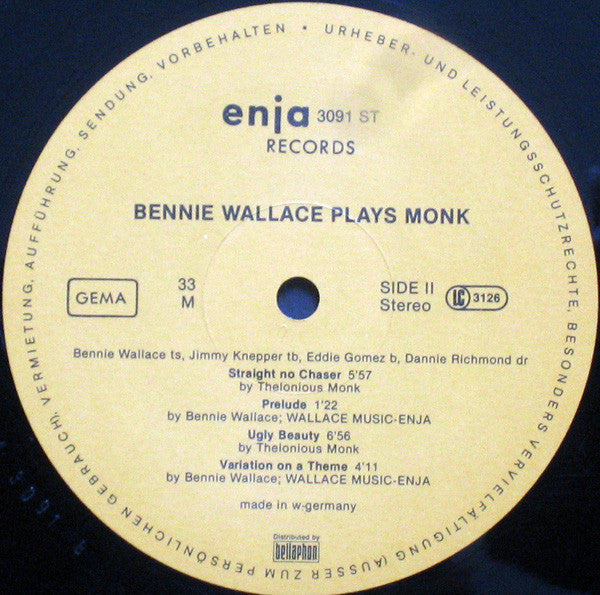 URHEBER- UND LEISTUNGSSCHUTZRECHTE, BESONDERS VERVIELFÄLTIGUNG (AUSSER ZUM PERSÖNLICHEN GEBRAUCH), VERMIETUNG, AUFFÜHRUNG, SENDUNG, VORBEHALTEN •
enja 3091 ST
RECORDS
BENNIE WALLACE PLAYS MONK
GEMA
33
M
SIDE II
Stereo
LC 3126
Bennie Wallace ts, Jimmy Knepper tb, Eddie Gomez b, Dannie Richmond dr
Straight no Chaser 5'57
by Thelonious Monk
Prelude 1'22
by Bennie Wallace; WALLACE MUSIC-ENJA
Ugly Beauty 6'56
by Thelonious Monk
Variation on a Theme 4'11
by Bennie Wallace; WALLACE MUSIC-ENJA
made in w-germany
Distributed by
bellaphon